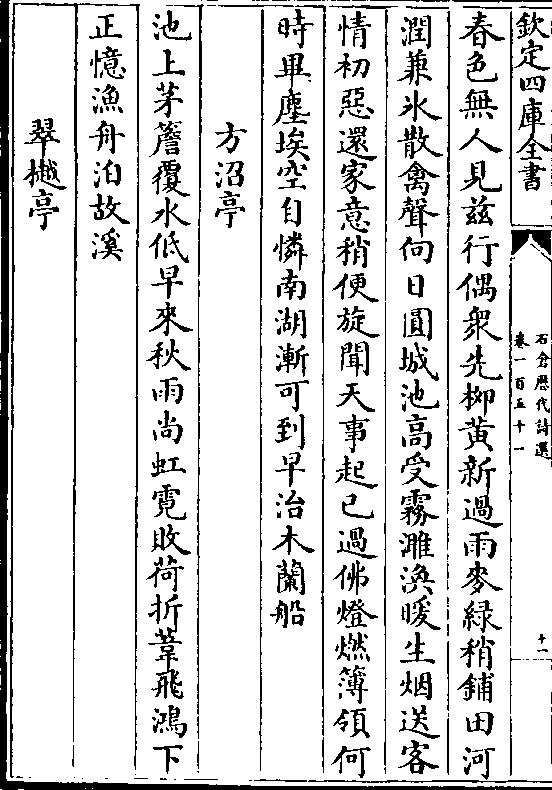 欽定四庫全書
石倉歷代詩選
卷一百五十一
十一
春色無人見兹行偶衆先柳黄新過雨麥緑稍鋪田河
潤兼氷散禽聲向日圓城池髙受霧濉渙暖生烟送客
情初惡還家意稍便旋聞天事起已過佛燈燃簿領何
時畢塵埃空自憐南湖漸可到早治木蘭船
方沼亭
池上茅簷覆水低早來秋雨尚虹霓敗荷折葦飛鴻下
正憶漁舟泊故溪
翠樾亭